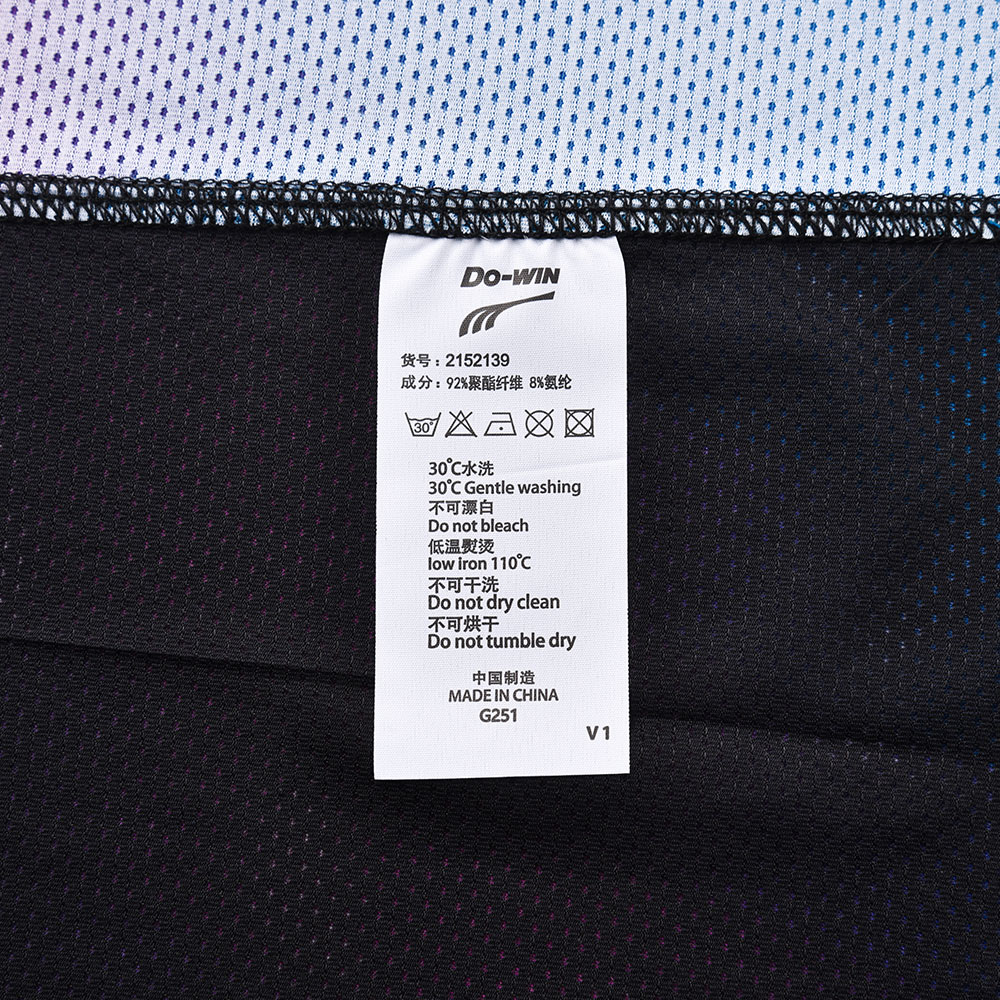 Do-WIN
货号：2152139
成分：92%聚酯纤维 8%氨纶
30°
30℃水洗
30℃ Gentle washing
不可漂白
Do not bleach
低温熨烫
low iron 110℃
不可干洗
Do not dry clean
不可烘干
Do not tumble dry
中国制造
MADE IN CHINA
G251
V 1